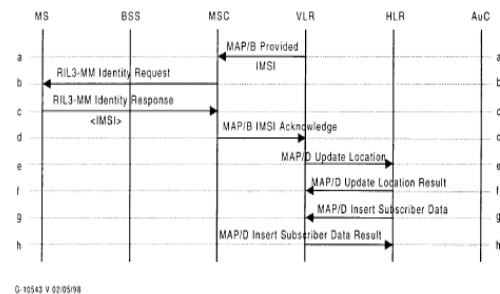 MS BSS MSC VLR HLR AuC
a MAP/B Provided a
IMSI
b RIL3-MM Identity Request b
c RIL3-MM Identity Response c
<IMSI>
d MAP/B IMSI Acknowledge d
e MAP/D Update Location e
f MAP/D Update Location Result f
g MAP/D Insert Subscriber Data g
h MAP/D Insert Subscriber Data Result h
G-10543 V 02/05/98